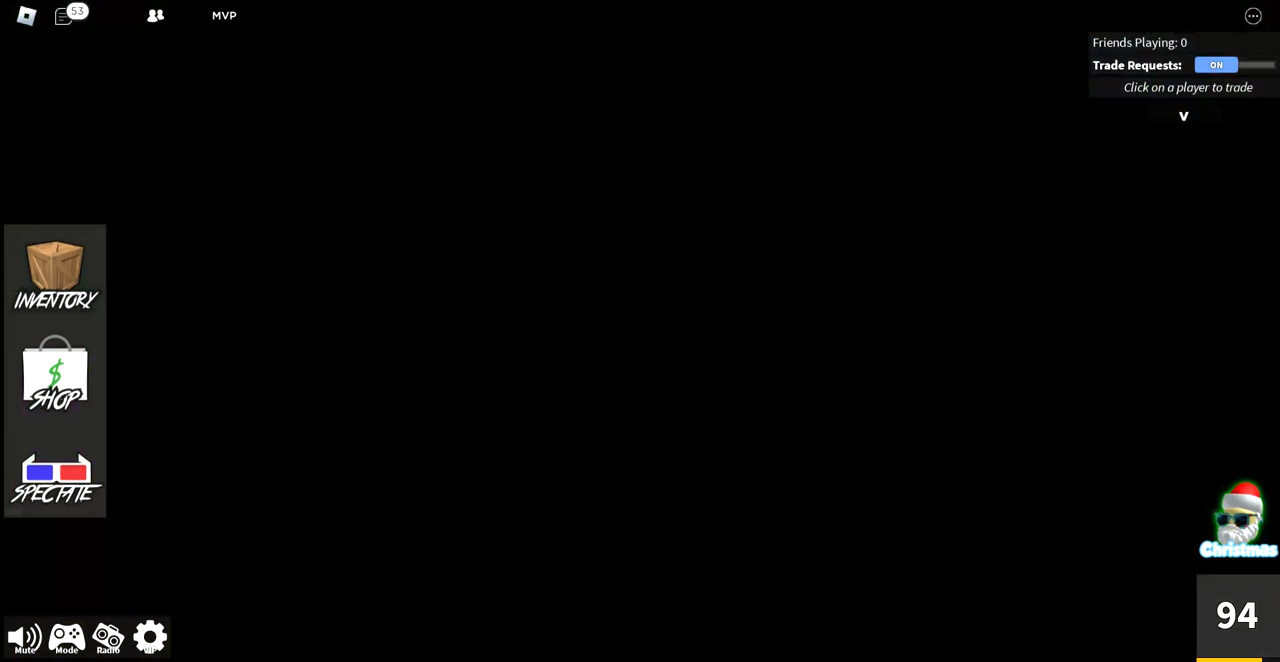 53
MVP
Friends Playing: 0
Trade Requests: ON
Click on a player to trade
v
INVENTORY
$
SHOP
SPECTATE
Christmas
94
Mute
Mode
Radio